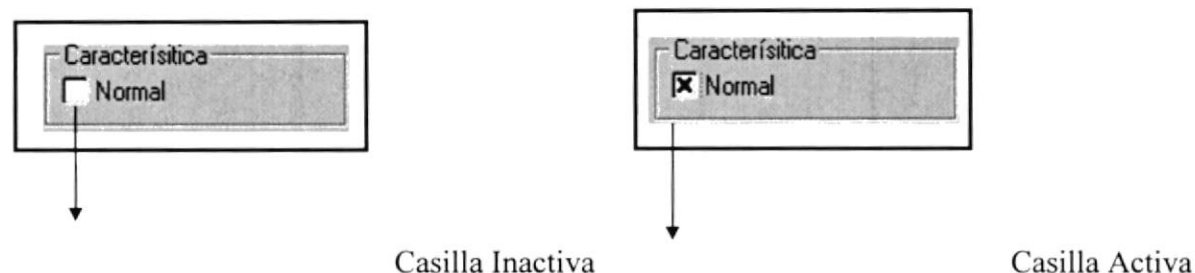 Caracterísitica
Normal
Caracterísitica
Normal
Casilla Inactiva
Casilla Activa